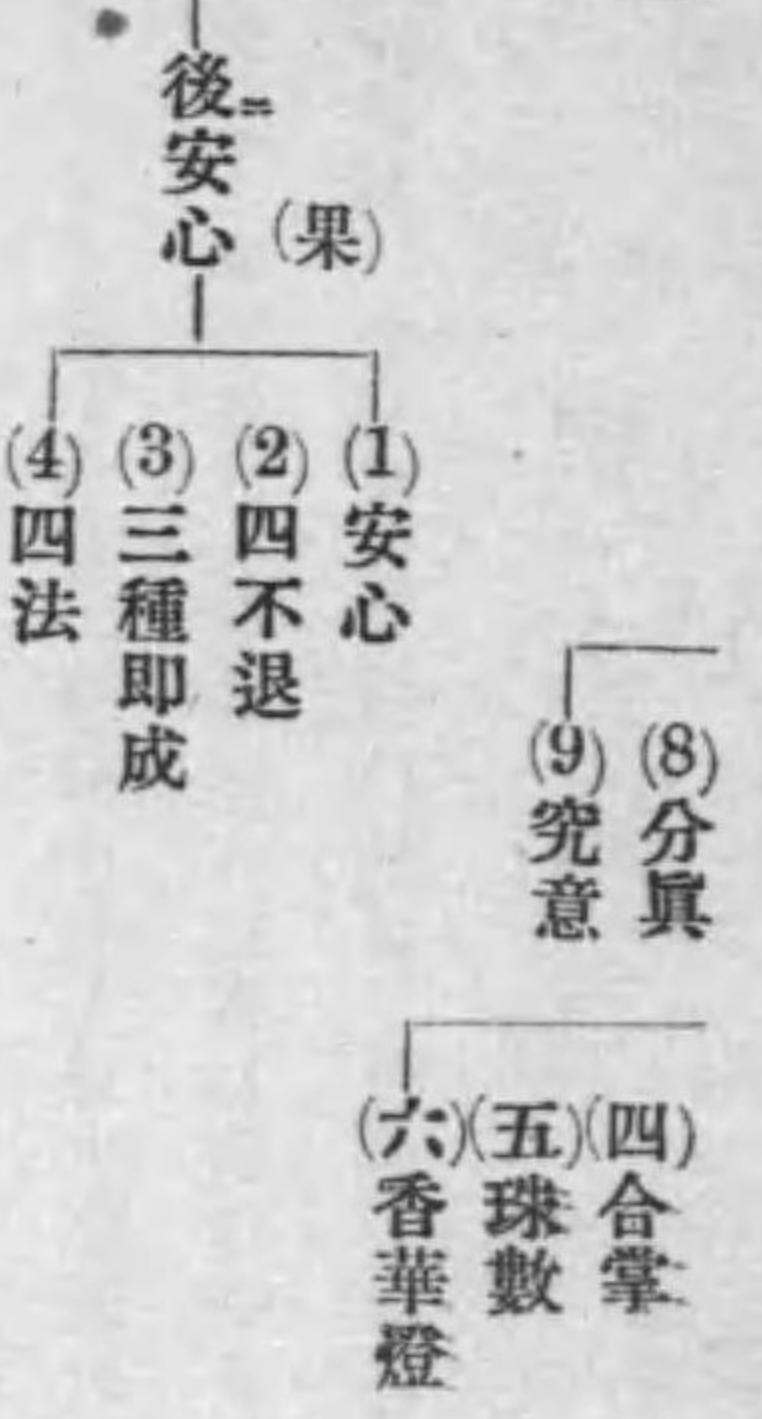 (8)分眞
(9)究意
(四)合掌
(五)珠數
(六)香華燈
(果)
後安心
(1)安心
(2)四不退
(3)三種即成
(4)四法